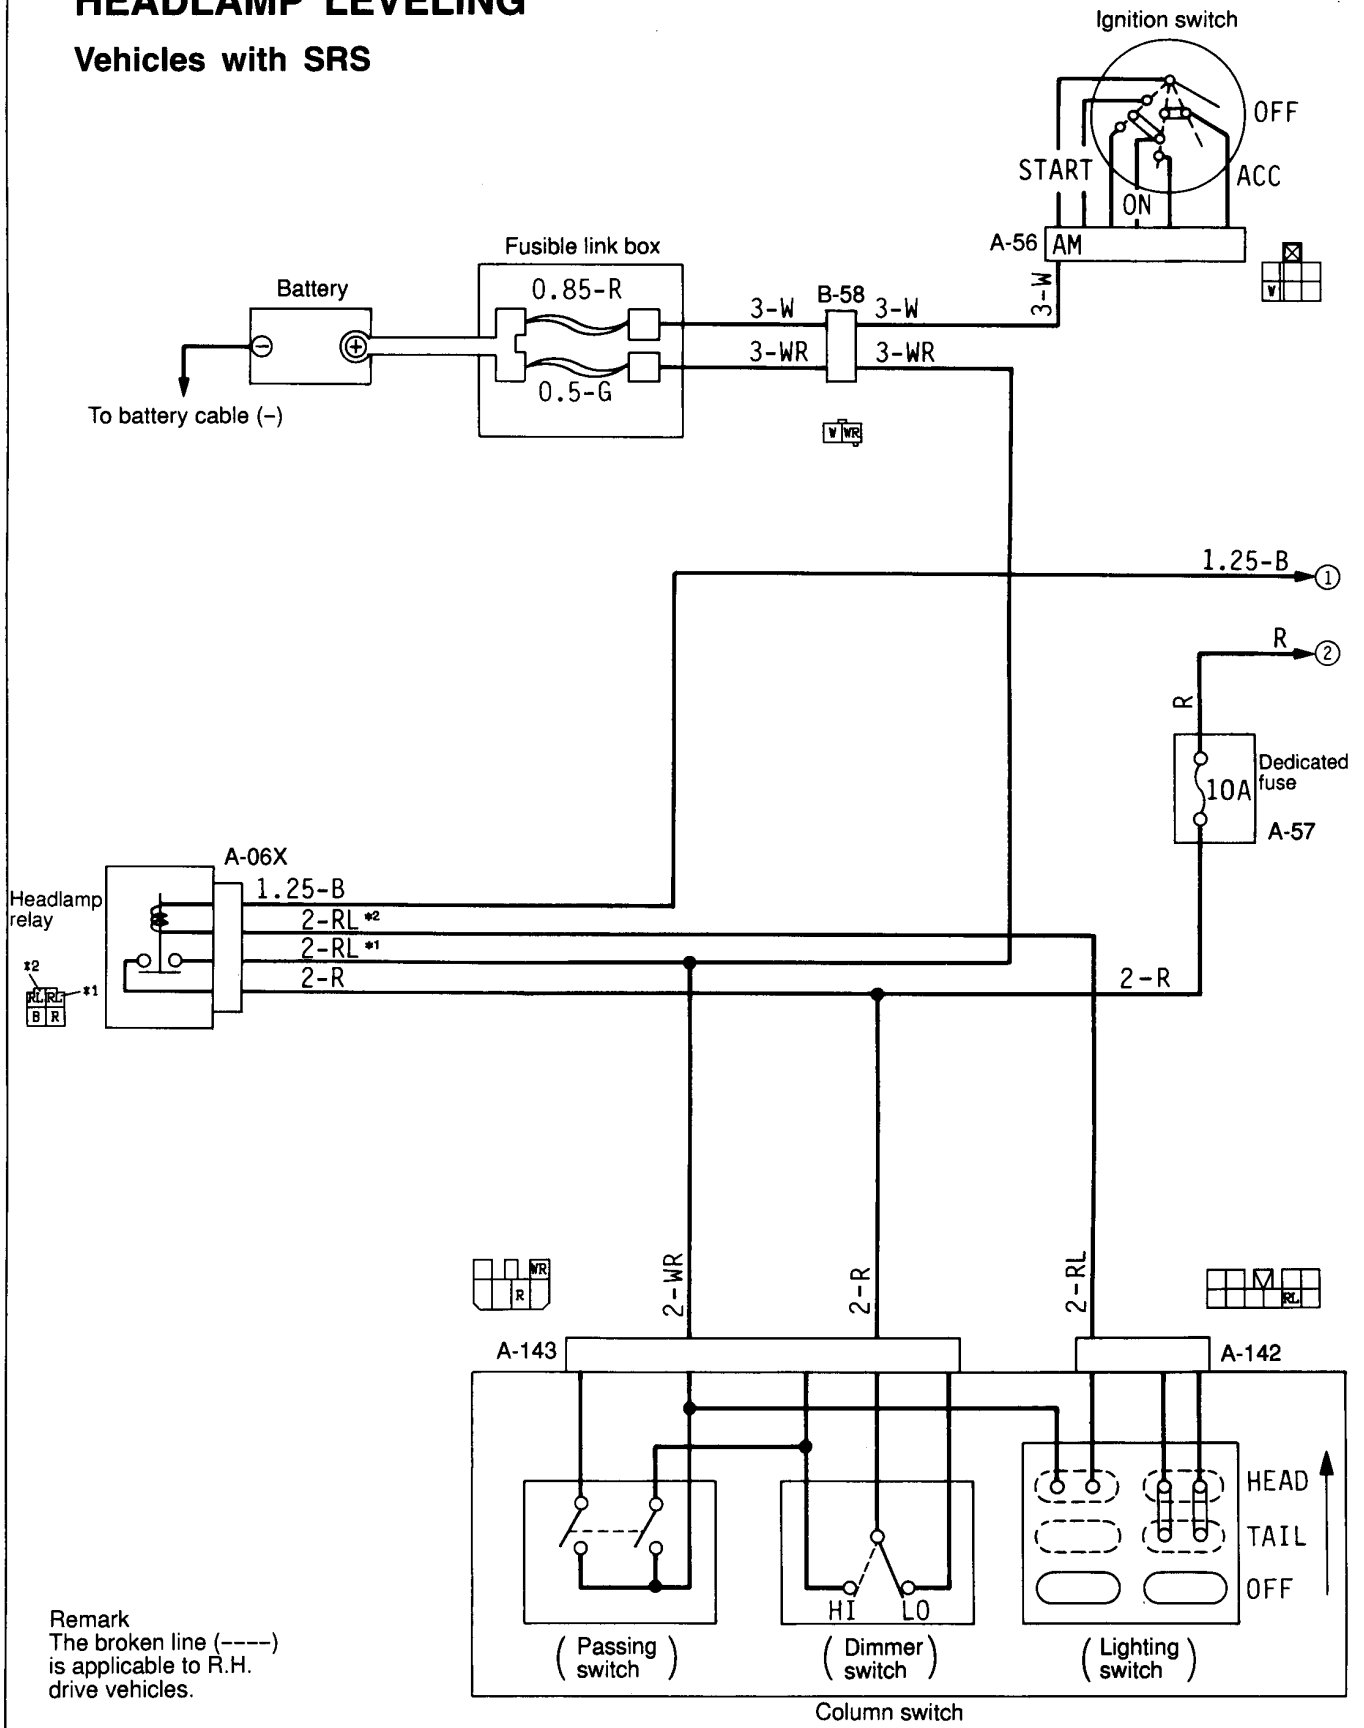 HEADLAMP LEVELING
Vehicles with SRS
Ignition switch
OFF
START
ACC
ON
A-56
AM
W
3-W
Fusible link box
Battery
0.85-R
3-W
B-58
3-W
3-WR
3-WR
0.5-G
To battery cable (–)
W WR
1.25-B
1
R
2
R
Dedicated
fuse
10A
A-57
A-06X
1.25-B
Headlamp
relay
2-RL *2
2-RL *1
2-R
2-R
*2
*1
RL RL
B R
2-WR
2-R
2-RL
WR
R
RL
A-143
A-142
HEAD
TAIL
OFF
HI
LO
(Passing
switch)
(Dimmer
switch)
(Lighting
switch)
Column switch
Remark
The broken line (----)
is applicable to R.H.
drive vehicles.